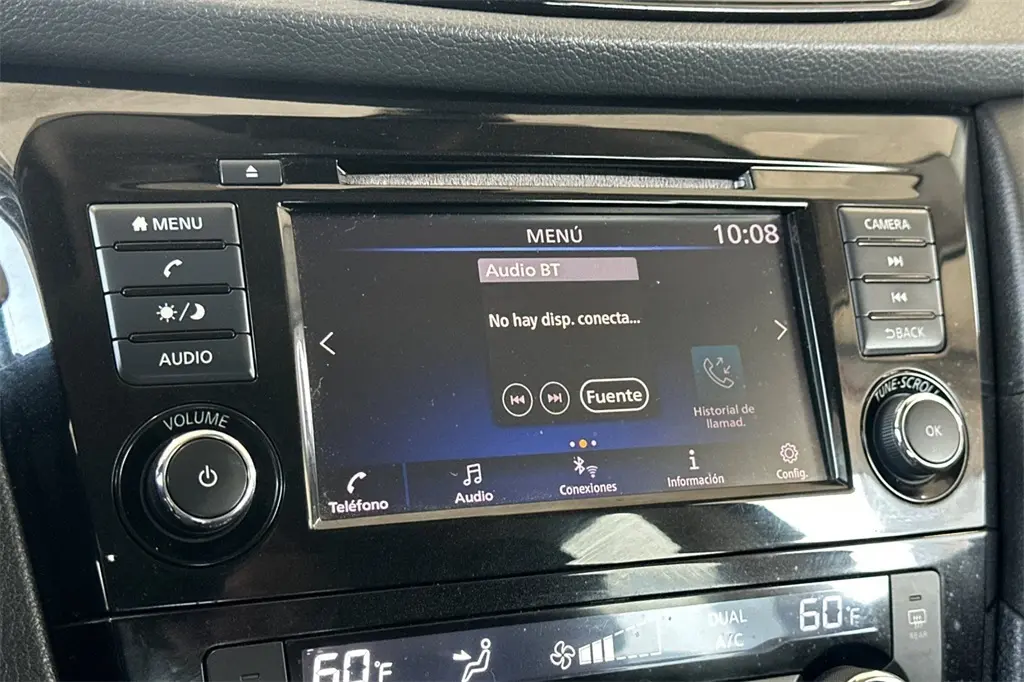 MENU
AUDIO
VOLUME
MENÚ
10:08
Audio BT
No hay disp. conecta...
Fuente
Historial de
llamad.
Teléfono
Audio
Conexiones
Información
Config.
CAMERA
BACK
TUNE·SCROLL
OK
60°F
DUAL
A/C
60°F
REAR